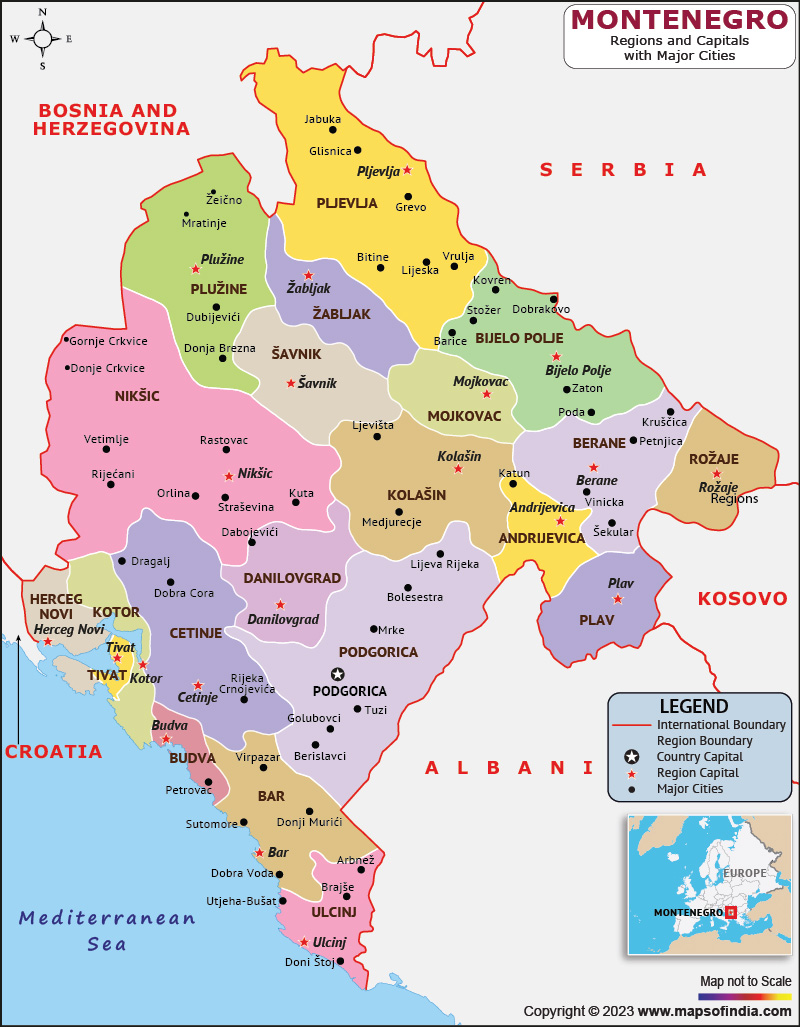 MONTENEGRO
Regions and Capitals
with Major Cities
N
W
E
S
BOSNIA AND
HERZEGOVINA
S E R B I A
Jabuka
Glisnica
Pljevlja
PLJEVLJA
Grevo
Žeično
Mratinje
Plužine
PLUŽINE
Dubijevići
Bitine
Lijeska
Vrulja
Žabljak
ŽABLJAK
Kovren
Dobrakovo
Stožer
Barice
BIJELO POLJE
Bijelo Polje
Zaton
Poda
Gornje Crkvice
Donje Crkvice
Donja Brezna
ŠAVNIK
Šavnik
NIKŠIC
Mojkovac
MOJKOVAC
Kruščica
Petnjica
BERANE
Berane
Vinicka
Šekular
ROŽAJE
Rožaje
Regions
Vetimlje
Rastovac
Ljevišta
Rijećani
Nikšic
Orlina
Straševina
Kuta
Kolašin
KOLAŠIN
Medjurecje
Katun
Andrijevica
ANDRIJEVICA
Dabojevići
Dragalj
Dobra Cora
DANILOVGRAD
Danilovgrad
Lijeva Rijeka
Bolesestra
Plav
PLAV
KOSOVO
HERCEG
NOVI
Herceg Novi
KOTOR
CETINJE
Mrke
PODGORICA
PODGORICA
Tivat
TIVAT
Kotor
Cetinje
Rijeka
Crnojevića
Tuzi
Golubovci
Berislavci
CROATIA
Budva
BUDVA
Petrovac
Virpazar
BAR
Donji Murići
Sutomore
Bar
A L B A N I
Arbnež
Dobra Voda
Brajše
Utjeha-Bušat
ULCINJ
Ulcinj
Doni Štoj
Mediterranean
Sea
LEGEND
International Boundary
Region Boundary
Country Capital
Region Capital
Major Cities
EUROPE
MONTENEGRO
Map not to Scale
Copyright © 2023 www.mapsofindia.com